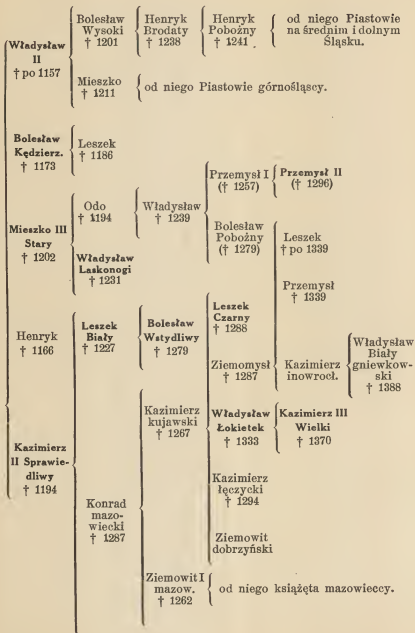 Władysław
II
† po 1157
Bolesław
Wysoki
† 1201
Henryk
Brodaty
† 1238
Henryk
Pobożny
† 1241
od niego Piastowie
na średnim i dolnym
Śląsku.
Mieszko
† 1211
od niego Piastowie górnośląscy.
Bolesław
Kędzierz.
† 1173
Leszek
† 1186
Mieszko III
Stary
† 1202
Odo
† 1194
Władysław
† 1239
Przemysł I
(† 1257)
Przemysł II
(† 1296)
Bolesław
Pobożny
(† 1279)
Władysław
Laskonogi
† 1231
Henryk
† 1166
Kazimierz
II Sprawie-
dliwy
† 1194
Leszek
Biały
† 1227
Bolesław
Wstydliwy
† 1279
Konrad
mazo-
wiecki
† 1287
Kazimierz
kujawski
† 1267
Leszek
Czarny
† 1288
Ziemomysł
† 1287
Leszek
† po 1339
Przemysł
† 1339
Kazimierz
inowrocł.
Władysław
Biały
gniewkow-
ski
† 1388
Władysław
Łokietek
† 1333
Kazimierz III
Wielki
† 1370
Kazimierz
łęczycki
† 1294
Ziemowit
dobrzyński
Ziemowit I
mazow.
† 1262
od niego książęta mazowieccy.